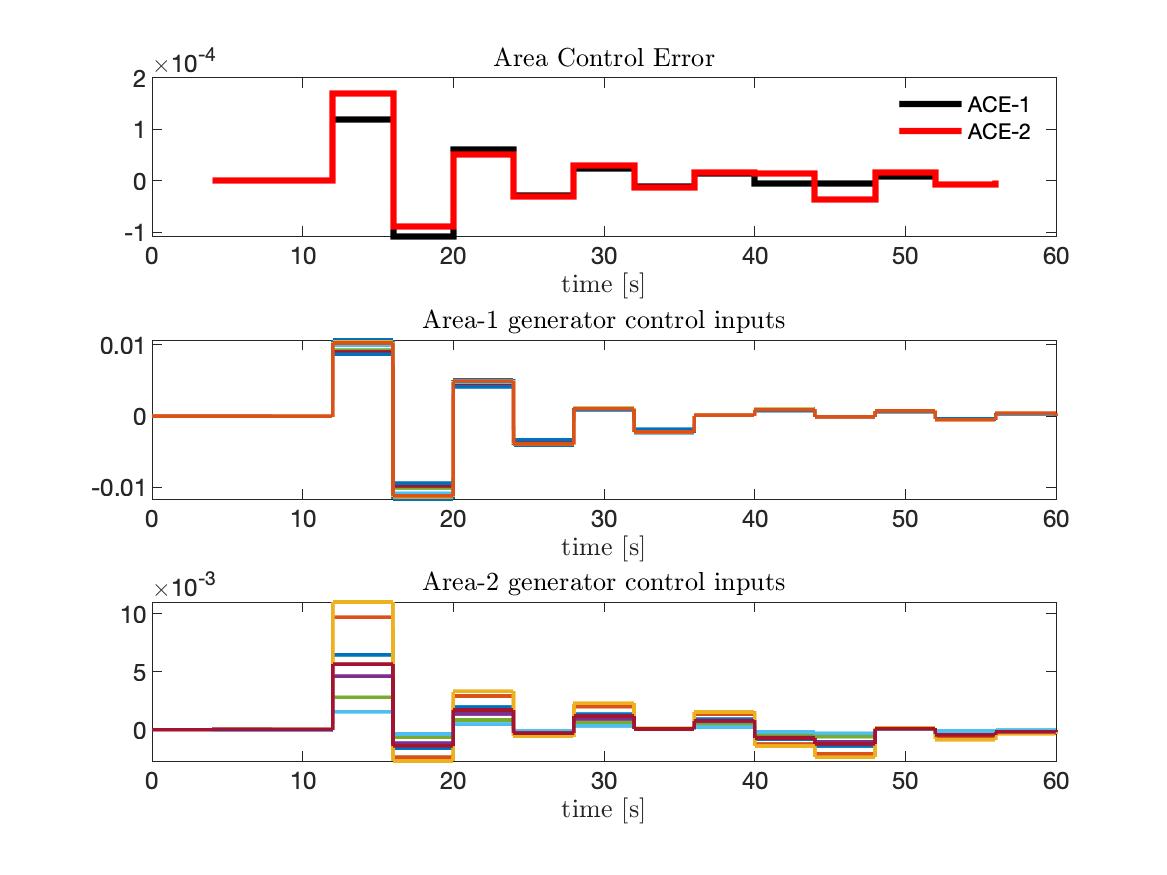 ×10-4
Area Control Error
2
1
0
-1
ACE-1
ACE-2
0 10 20 30 40 50 60
time [s]
Area-1 generator control inputs
0.01
0
-0.01
0 10 20 30 40 50 60
time [s]
×10-3
Area-2 generator control inputs
10
5
0
0 10 20 30 40 50 60
time [s]